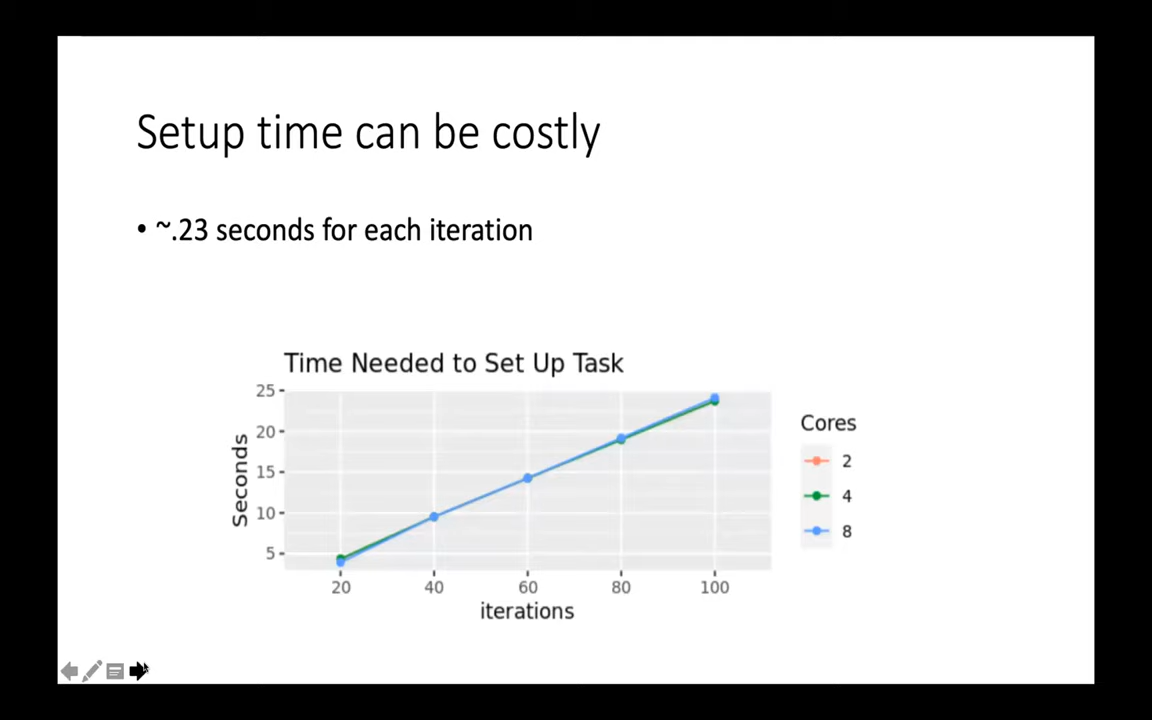 Setup time can be costly
• ~.23 seconds for each iteration
Time Needed to Set Up Task
25
20
15
10
5
Seconds
20 40 60 80 100
iterations
Cores
2
4
8